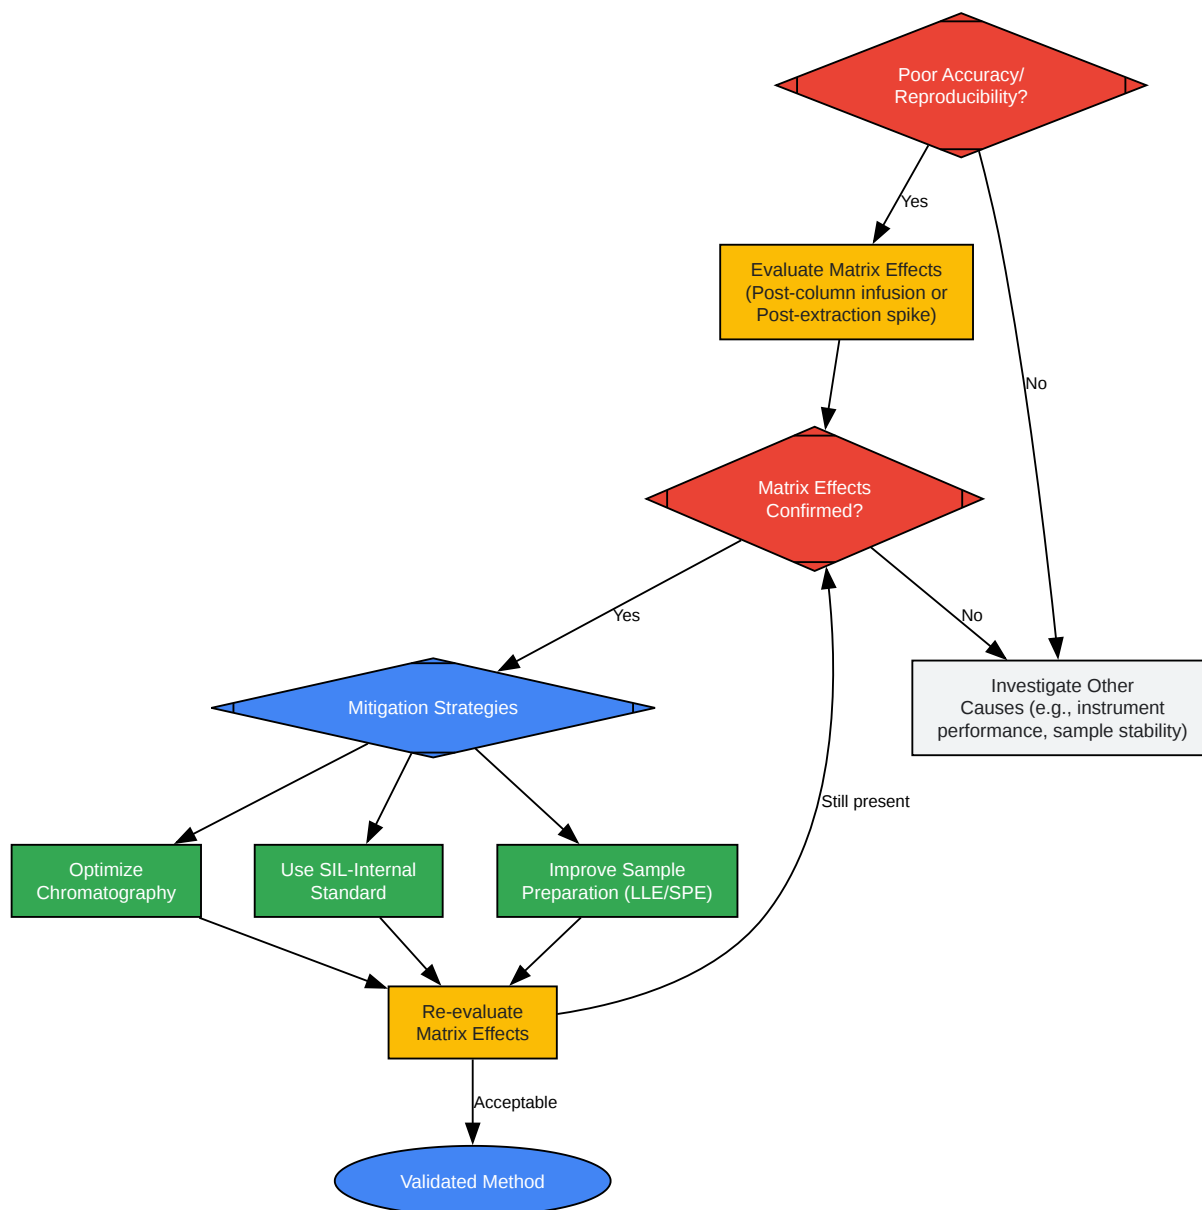 Poor Accuracy/
Reproducibility?
Yes
Evaluate Matrix Effects
(Post-column infusion or
Post-extraction spike)
No
Matrix Effects
Confirmed?
Yes
No
Investigate Other
Causes (e.g., instrument
performance, sample stability)
Mitigation Strategies
Still present
Optimize
Chromatography
Use SIL-Internal
Standard
Improve Sample
Preparation (LLE/SPE)
Re-evaluate
Matrix Effects
Acceptable
Validated Method